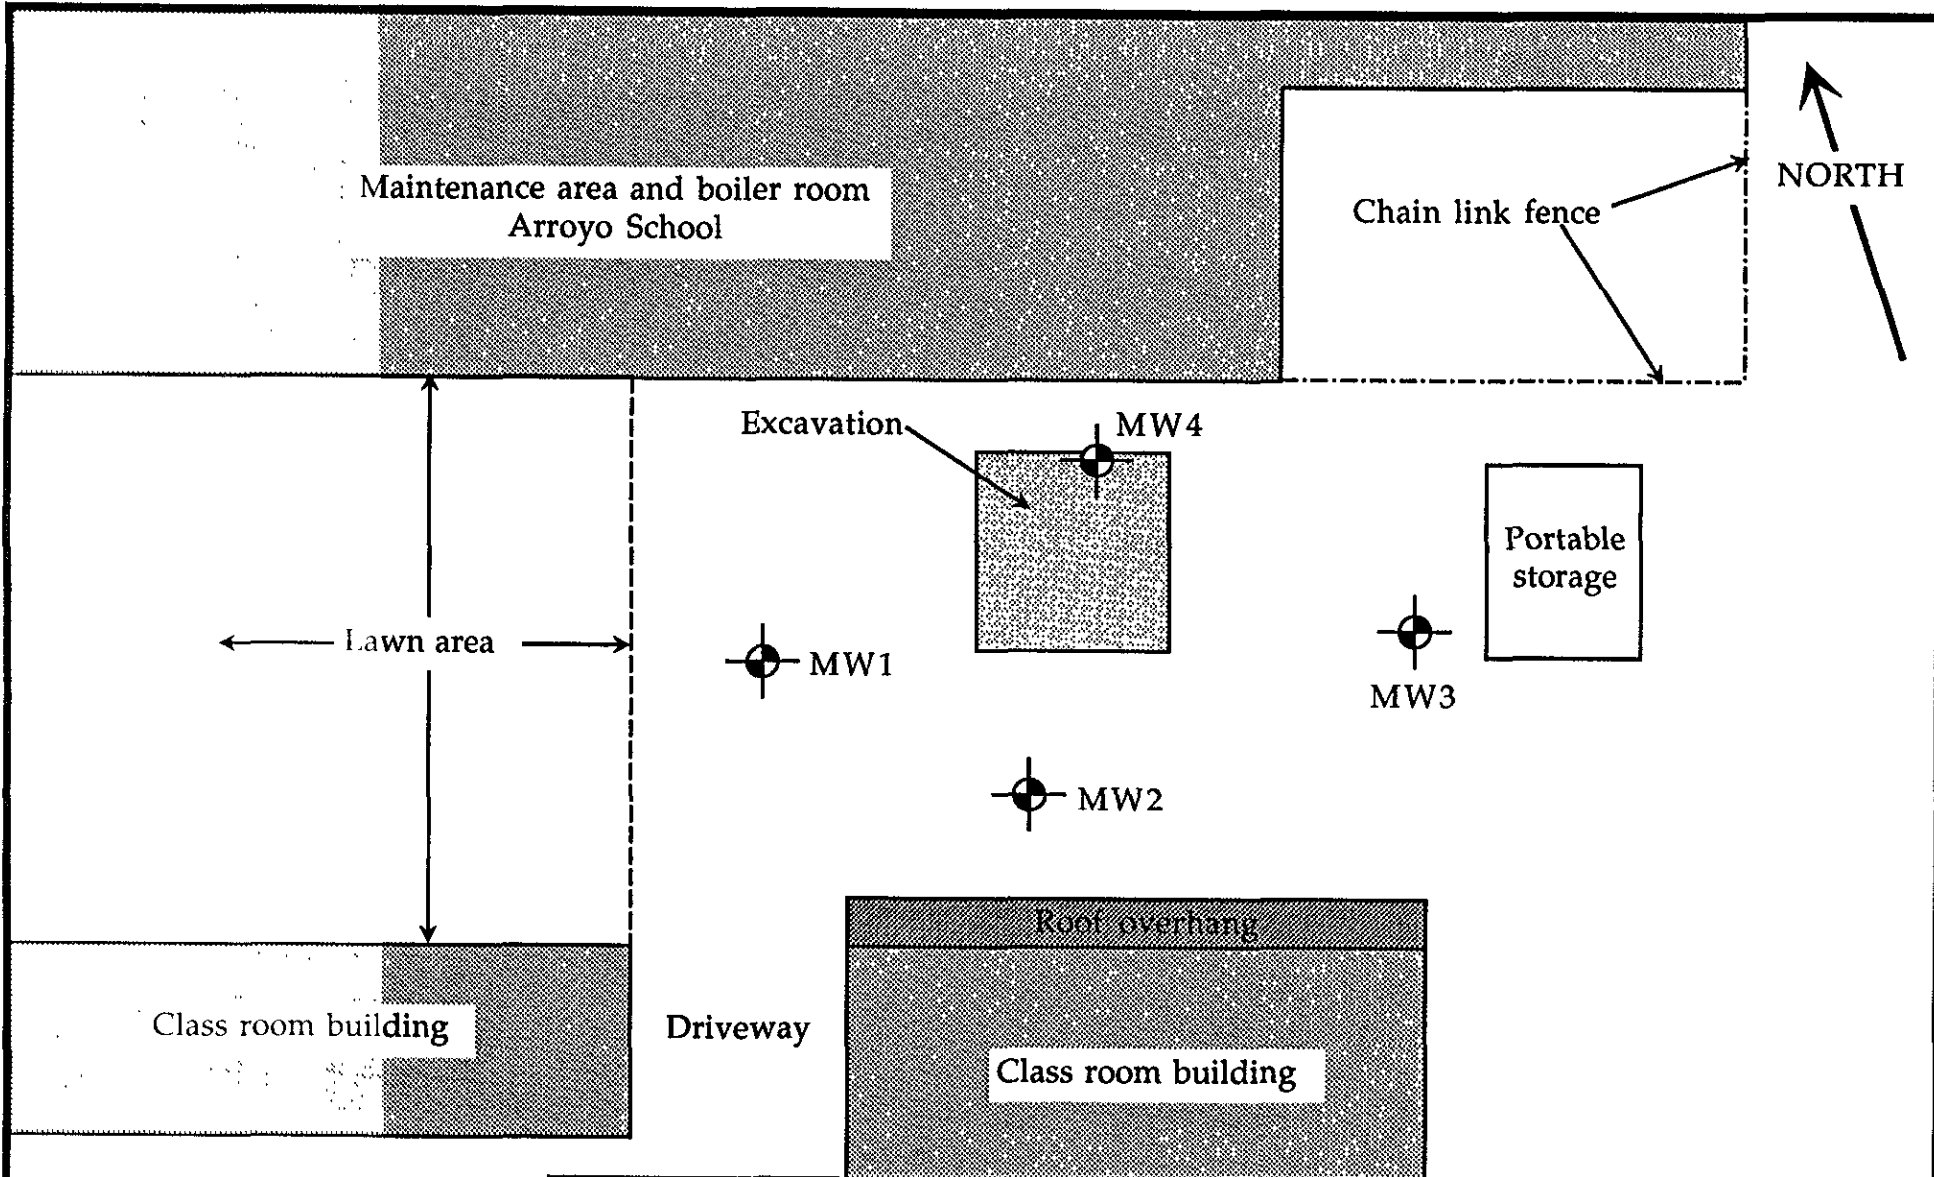 Maintenance area and boiler room
Arroyo School
Chain link fence
NORTH
Excavation
MW4
Portable
storage
Lawn area
MW1
MW3
MW2
Roof overhang
Class room building
Driveway
Class room building